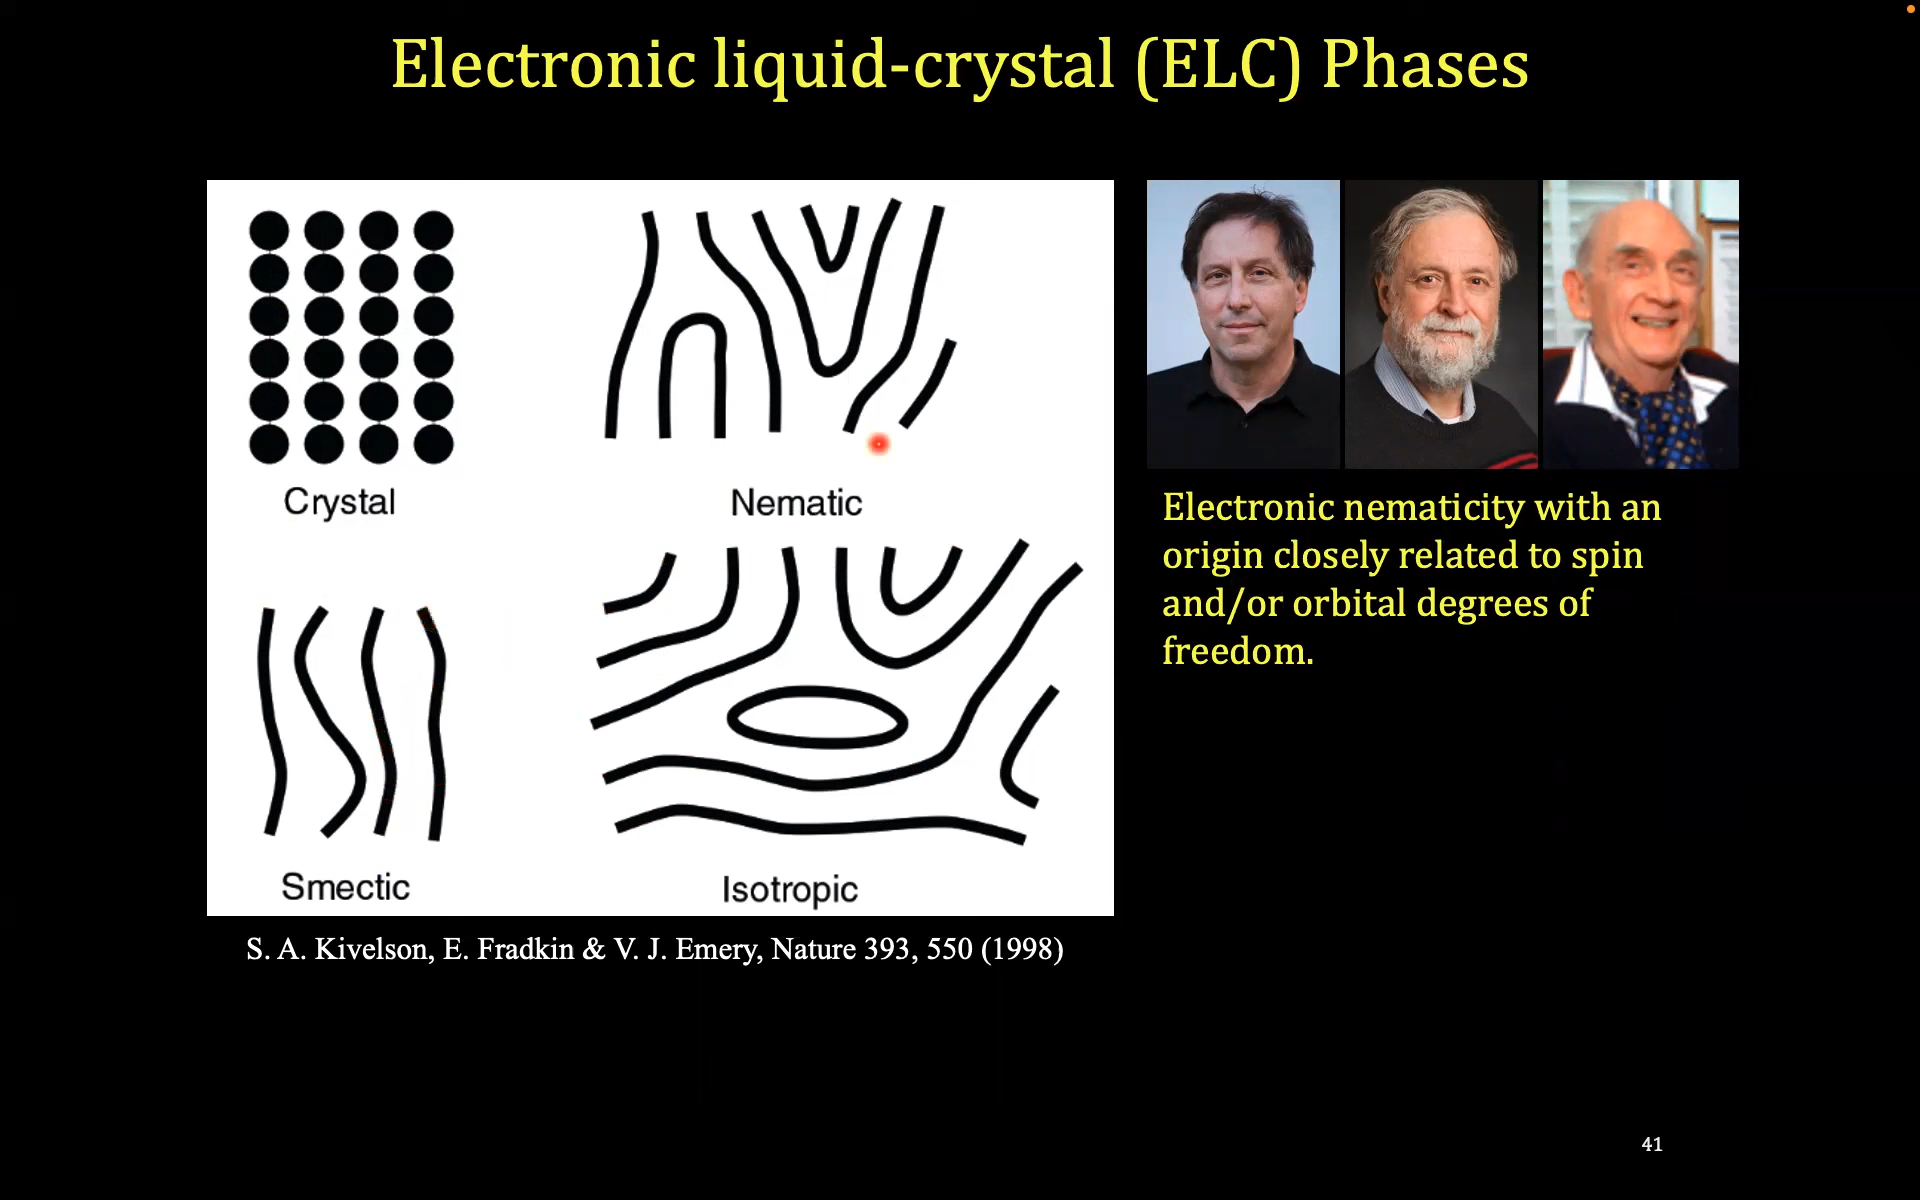 Electronic liquid-crystal (ELC) Phases
Crystal
Nematic
Smectic
Isotropic
S. A. Kivelson, E. Fradkin & V. J. Emery, Nature 393, 550 (1998)
Electronic nematicity with an
origin closely related to spin
and/or orbital degrees of
freedom.
41